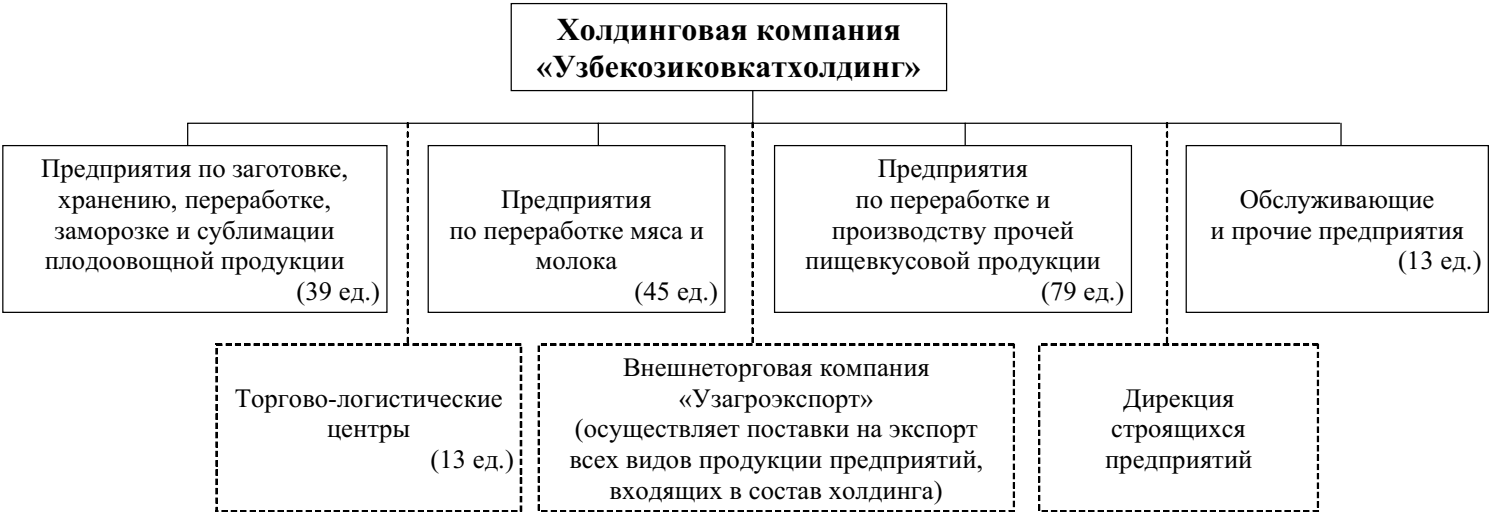 Холдинговая компания
«Узбекозиковкатхолдинг»
Предприятия по заготовке,
хранению, переработке,
заморозке и сублимации
плодоовощной продукции
(39 ед.)
Предприятия
по переработке мяса и
молока
(45 ед.)
Предприятия
по переработке и
производству прочей
пищевкусовой продукции
(79 ед.)
Обслуживающие
и прочие предприятия
(13 ед.)
Торгово-логистические
центры
(13 ед.)
Внешнеторговая компания
«Узагроэкспорт»
(осуществляет поставки на экспорт
всех видов продукции предприятий,
входящих в состав холдинга)
Дирекция
строящихся
предприятий